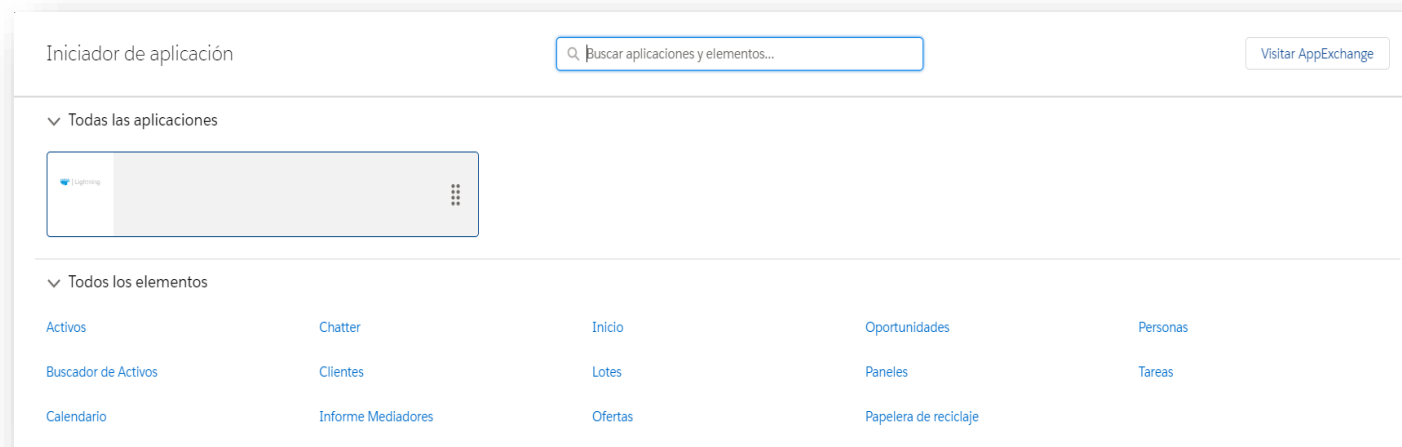 Iniciador de aplicación
Buscar aplicaciones y elementos...
Visitar AppExchange
Todas las aplicaciones
Lightning
Todos los elementos
Activos Chatter Inicio Oportunidades Personas
Buscador de Activos Clientes Lotes Paneles Tareas
Calendario Informe Mediadores Ofertas Papelera de reciclaje